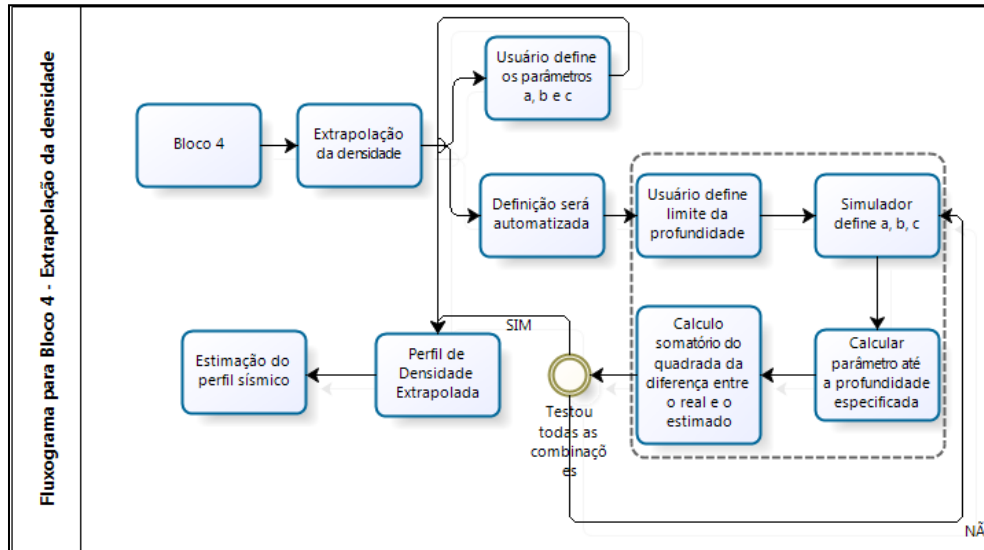 Fluxograma para Bloco 4 - Extrapolação da densidade
Usuário define
os parâmetros
a, b e c
Bloco 4
Extrapolação
da densidade
Definição será
automatizada
Usuário define
limite da
profundidade
Simulador
define a, b, c
SIM
Estimação do
perfil sísmico
Perfil de
Densidade
Extrapolada
Testou
todas as
combinaçõ
es
Calculo
somatório do
quadrada da
diferença entre
o real e o
estimado
Calcular
parâmetro até
a profundidade
especificada
NÃ